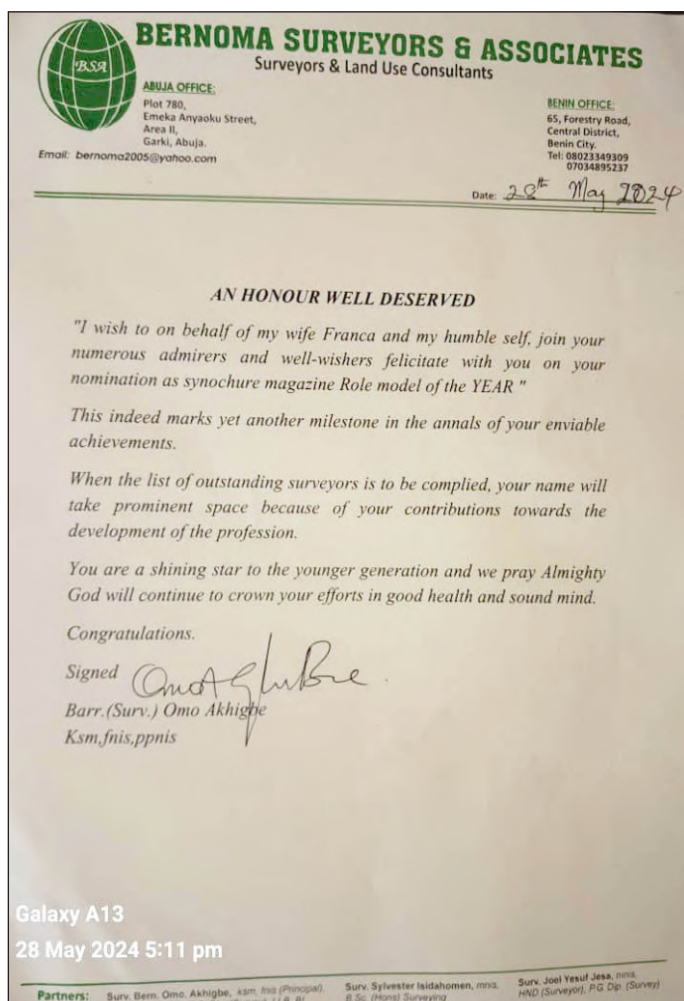 BERNOMA SURVEYORS & ASSOCIATES
Surveyors & Land Use Consultants
BSA
ABUJA OFFICE:
Plot 780,
Emeka Anyaoku Street,
Area II,
Garki, Abuja.
Email: bernoma2005@yahoo.com
BENIN OFFICE:
65, Forestry Road,
Central District,
Benin City.
Tel: 08023349309
07034895237
Date: 28th May 2024
AN HONOUR WELL DESERVED
"I wish to on behalf of my wife Franca and my humble self, join your
numerous admirers and well-wishers felicitate with you on your
nomination as synochure magazine Role model of the YEAR "
This indeed marks yet another milestone in the annals of your enviable
achievements.
When the list of outstanding surveyors is to be complied, your name will
take prominent space because of your contributions towards the
development of the profession.
You are a shining star to the younger generation and we pray Almighty
God will continue to crown your efforts in good health and sound mind.
Congratulations.
Signed
Barr.(Surv.) Omo Akhigbe
Ksm,fnis,ppnis
Galaxy A13
28 May 2024 5:11 pm
Partners: Surv. Bern. Omo. Akhigbe, ksm, fnis (Principal),
Surv. Sylvester Isidahomen, mnis,
B.Sc. (Hons) Surveying
Surv. Joel Yesuf Jesa, mnis,
HND (Surveyor), P.G Dip. (Survey)